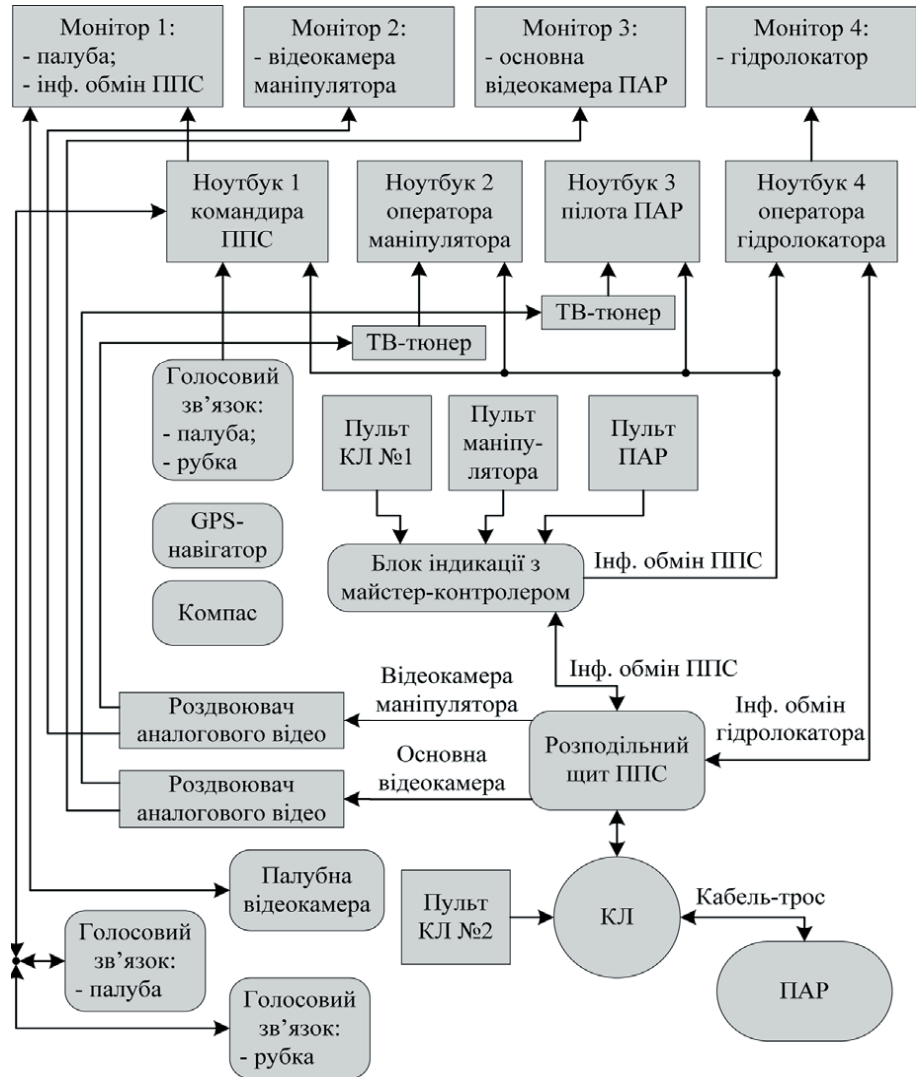 Монітор 1:
- палуба;
- інф. обмін ППС
Монітор 2:
- відеокамера
маніпулятора
Монітор 3:
- основна
відеокамера ПАР
Монітор 4:
- гідролокатор
Ноутбук 1
командира
ППС
Ноутбук 2
оператора
маніпулятора
Ноутбук 3
пілота ПАР
Ноутбук 4
оператора
гідролокатора
ТВ-тюнер
ТВ-тюнер
Голосовий
зв’язок:
- палуба;
- рубка
Пульт
КЛ №1
Пульт
маніпу-
лятора
Пульт
ПАР
GPS-
навігатор
Компас
Блок індикації з
майстер-контролером
Інф. обмін ППС
Інф. обмін ППС
Відеокамера
маніпулятора
Інф. обмін
гідролокатора
Роздвоювач
аналогового відео
Розподільний
щит ППС
Основна
відеокамера
Роздвоювач
аналогового відео
Палубна
відеокамера
Пульт
КЛ №2
КЛ
Кабель-трос
ПАР
Голосовий
зв’язок:
- палуба
Голосовий
зв’язок:
- рубка